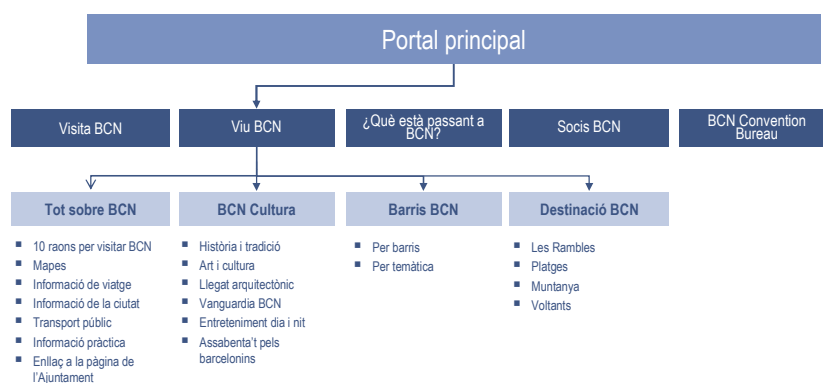 Portal principal
Visita BCN
Viu BCN
¿Què està passant a
BCN?
Socis BCN
BCN Convention
Bureau
Tot sobre BCN
10 raons per visitar BCN
Mapes
Informació de viatge
Informació de la ciutat
Transport públic
Informació pràctica
Enllaç a la pàgina de
l'Ajuntament
BCN Cultura
Història i tradició
Art i cultura
Llegat arquitectònic
Vanguardia BCN
Entreteniment dia i nit
Assabenta't pels
barcelonins
Barris BCN
Per barris
Per temàtica
Destinació BCN
Les Rambles
Platges
Muntanya
Voltants